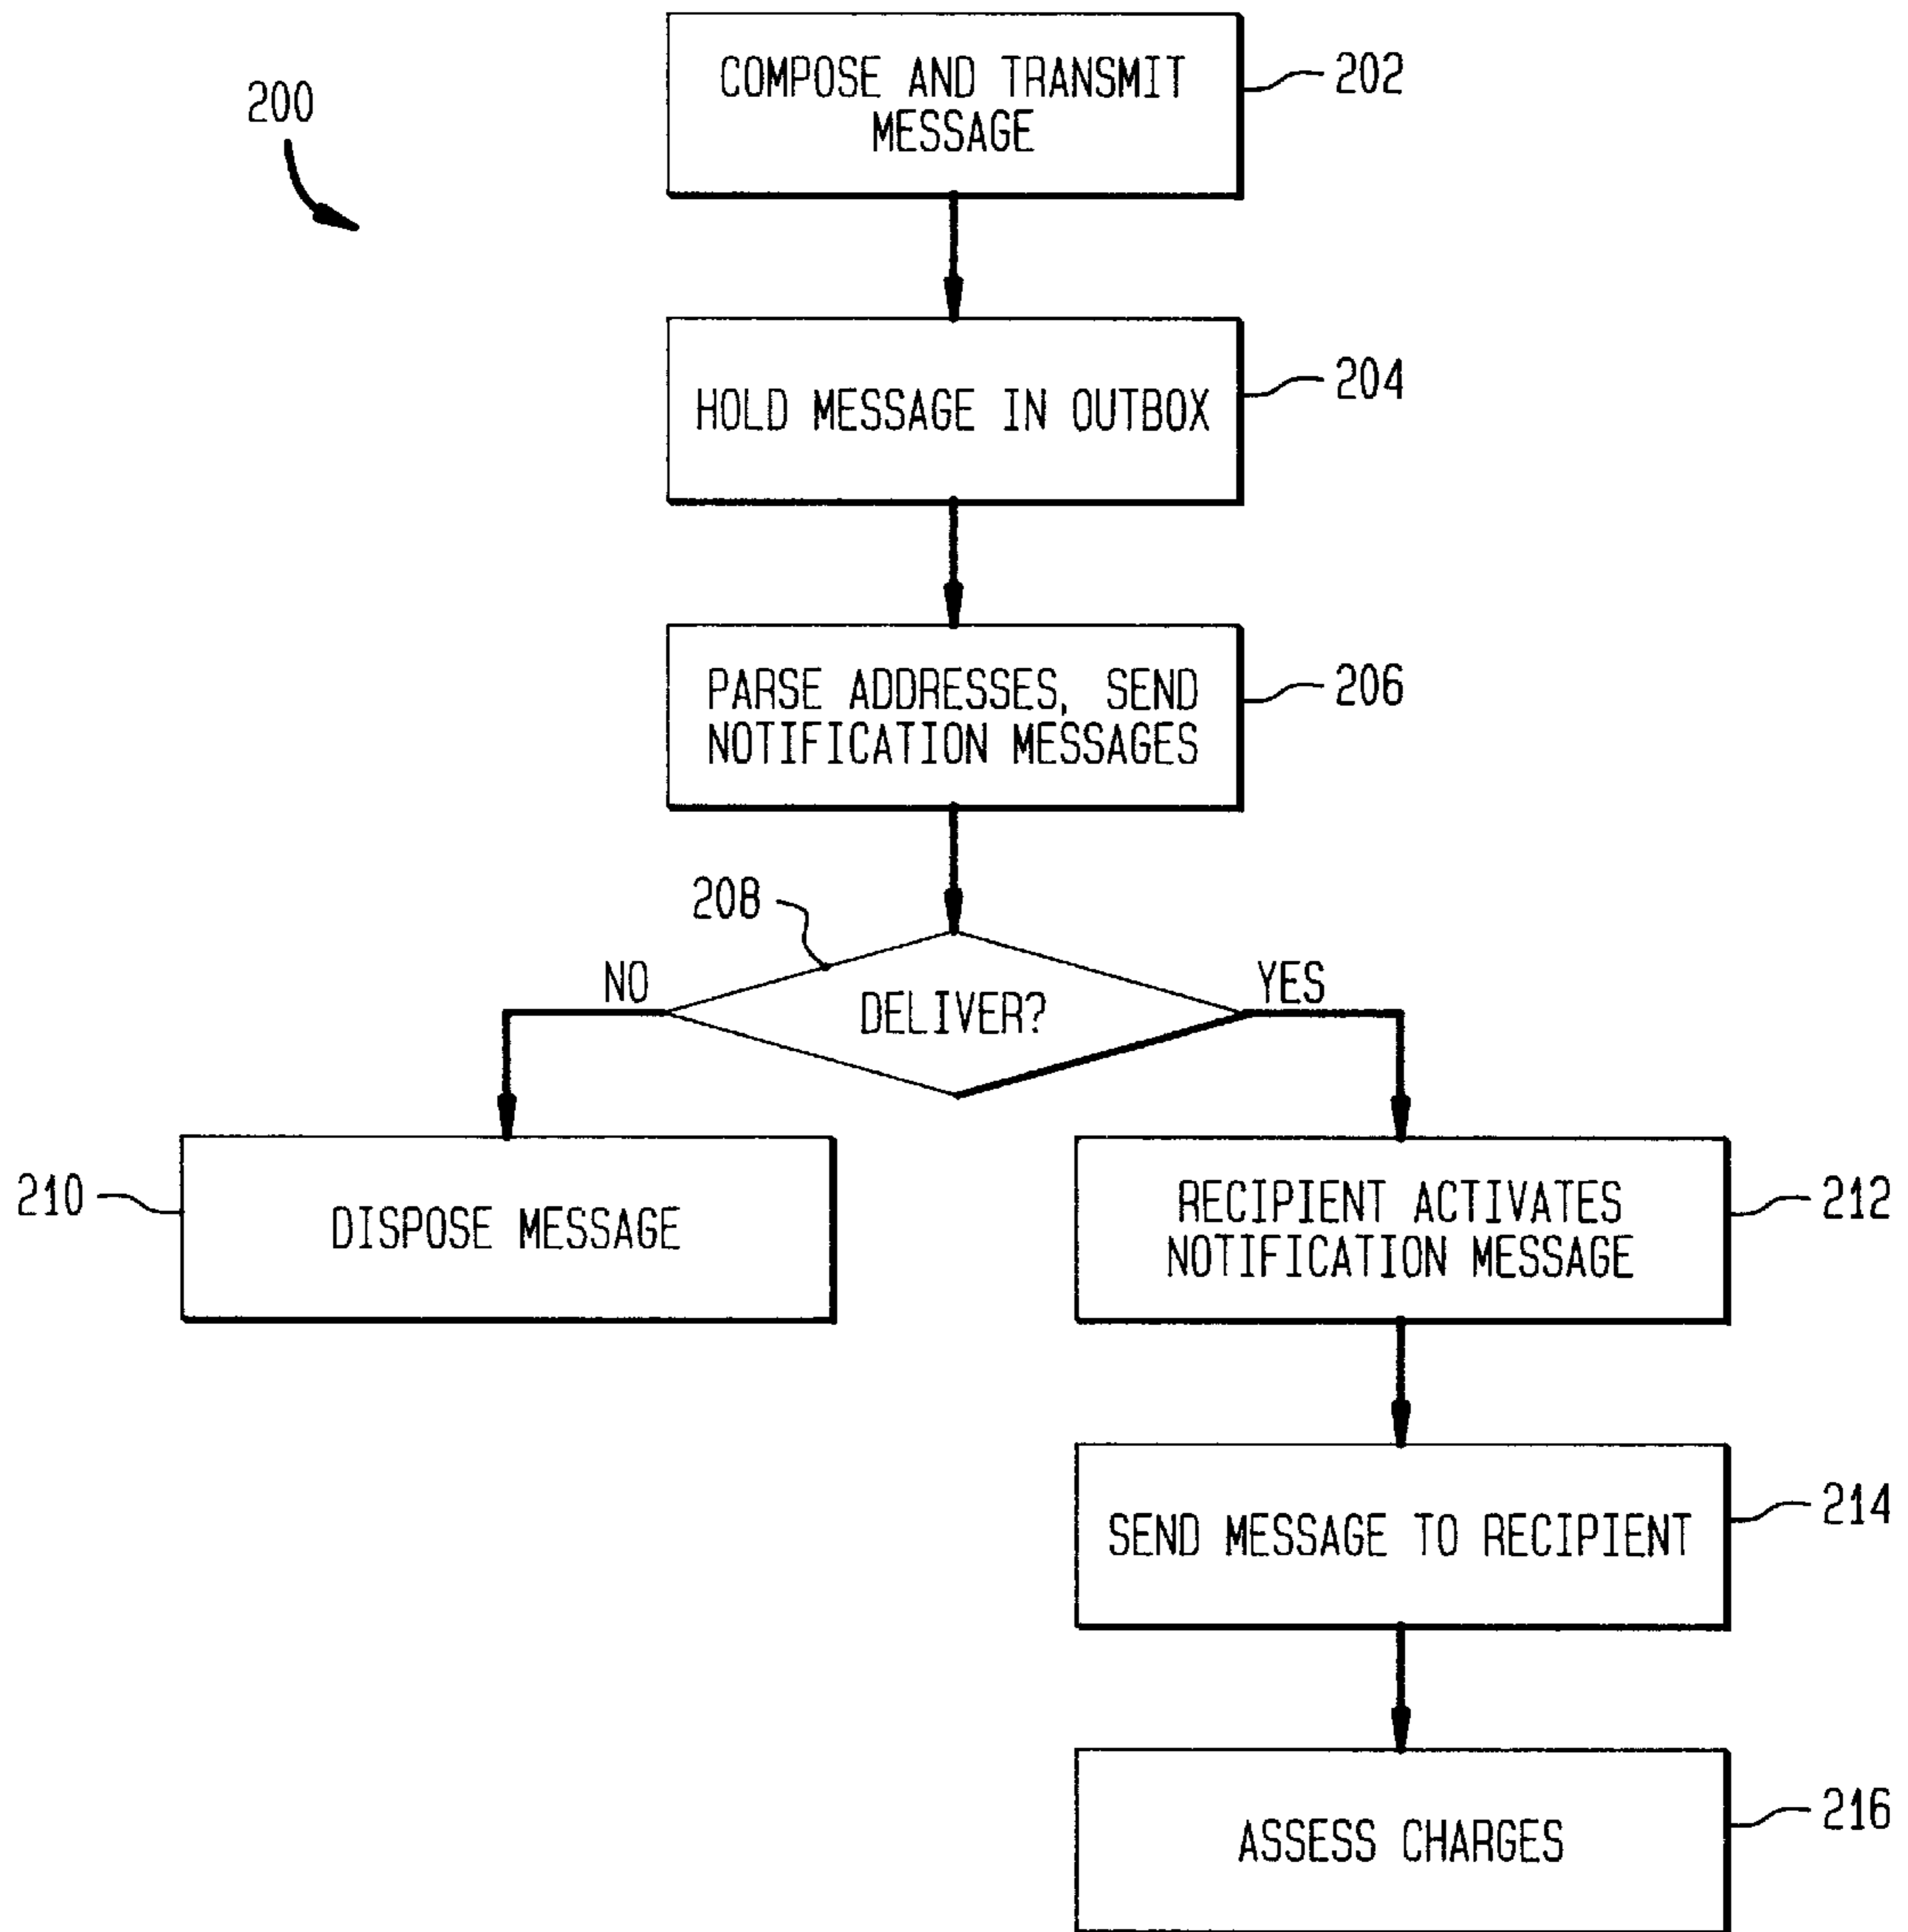 200
COMPOSE AND TRANSMIT
MESSAGE
202
HOLD MESSAGE IN OUTBOX
204
PARSE ADDRESSES, SEND
NOTIFICATION MESSAGES
206
208
NO
DELIVER?
YES
210
DISPOSE MESSAGE
RECIPIENT ACTIVATES
NOTIFICATION MESSAGE
212
SEND MESSAGE TO RECIPIENT
214
ASSESS CHARGES
216